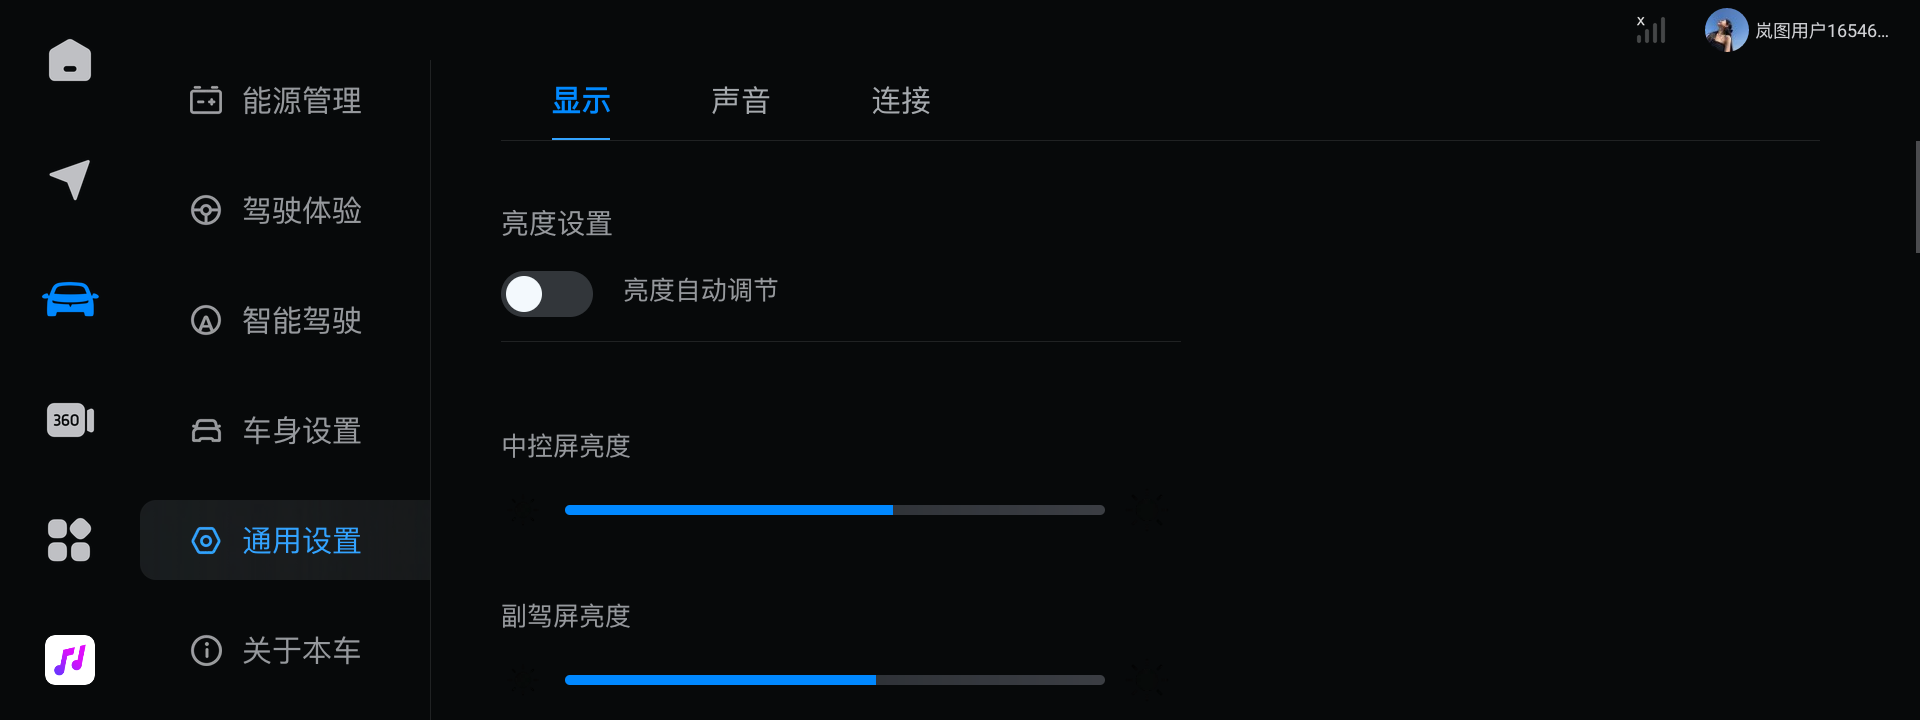 x
岚图用户16546...
能源管理
驾驶体验
智能驾驶
车身设置
360
通用设置
关于本车
显示
声音
连接
亮度设置
亮度自动调节
中控屏亮度
副驾屏亮度